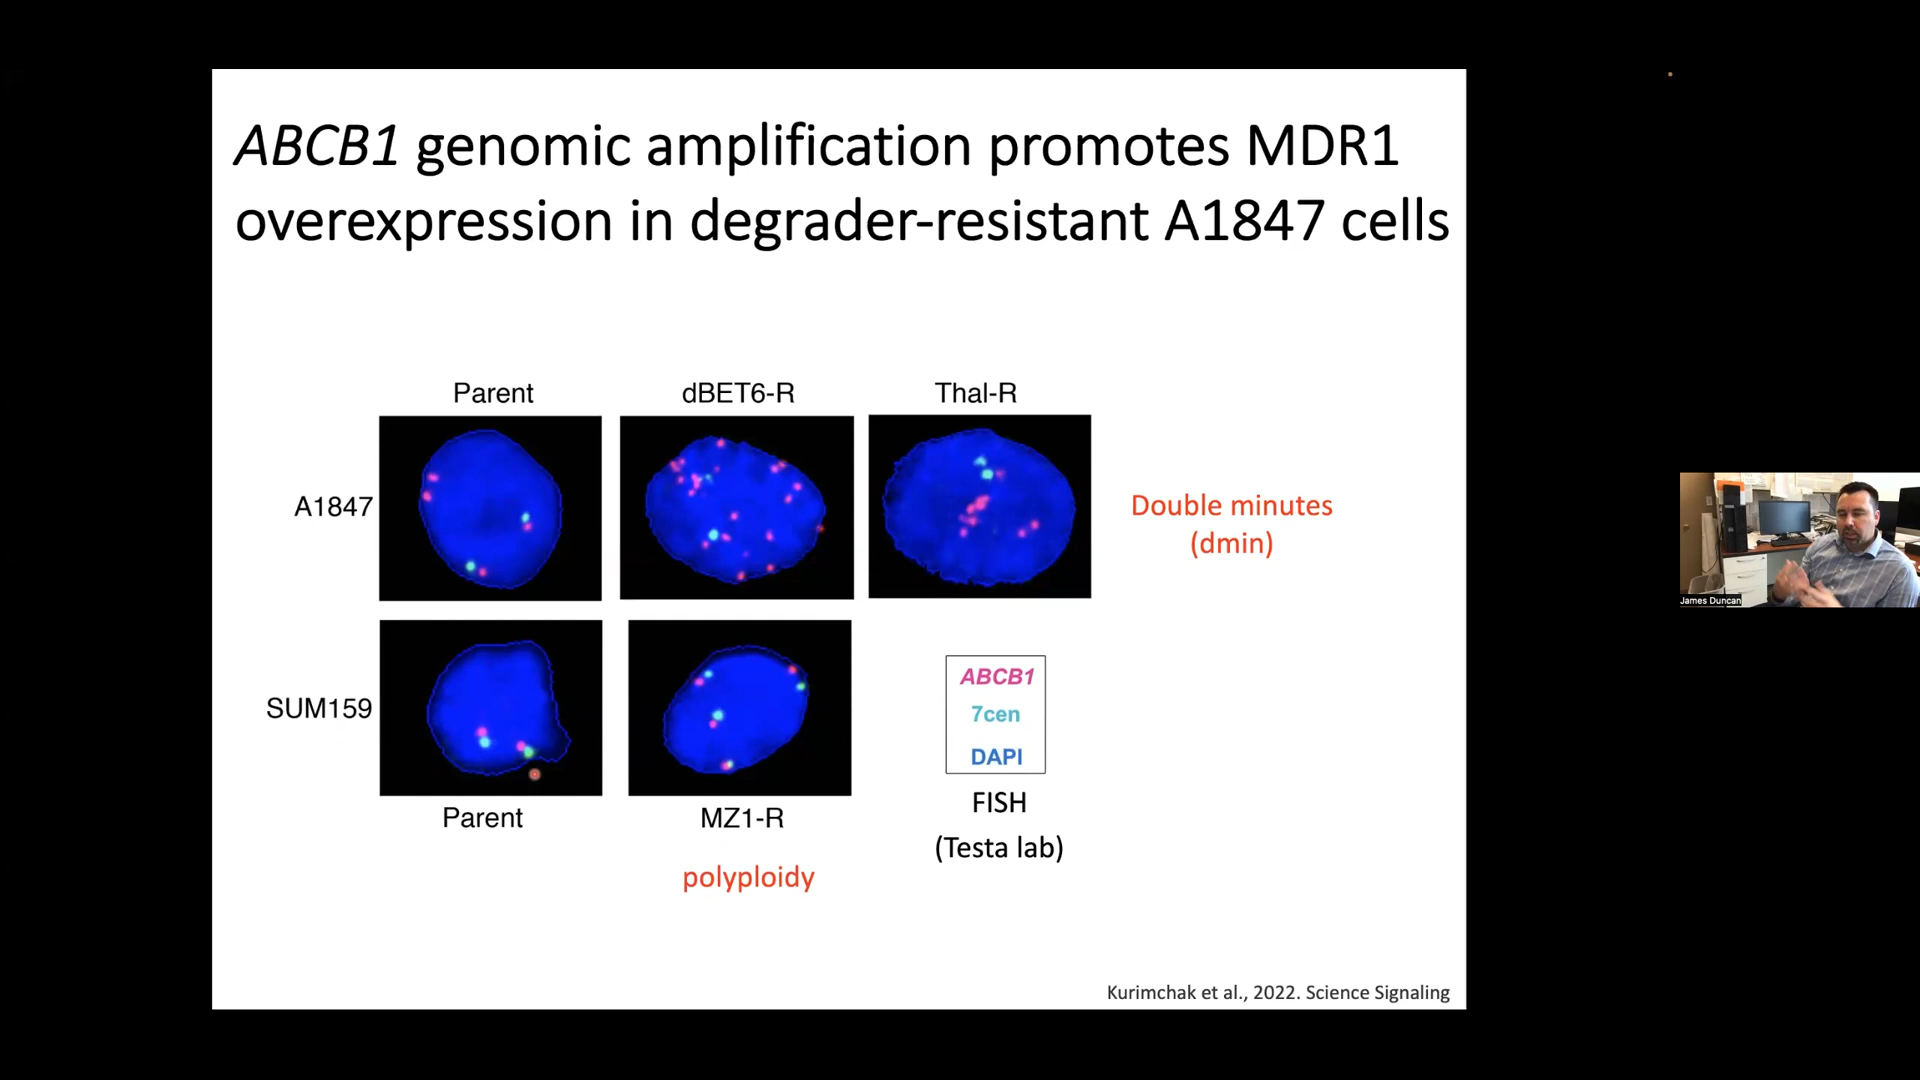 ABCB1 genomic amplification promotes MDR1
overexpression in degrader-resistant A1847 cells
Parent
dBET6-R
Thal-R
A1847
Double minutes
(dmin)
SUM159
Parent
MZ1-R
polyploidy
ABCB1
7cen
DAPI
FISH
(Testa lab)
Kurimchak et al., 2022. Science Signaling
James Duncan